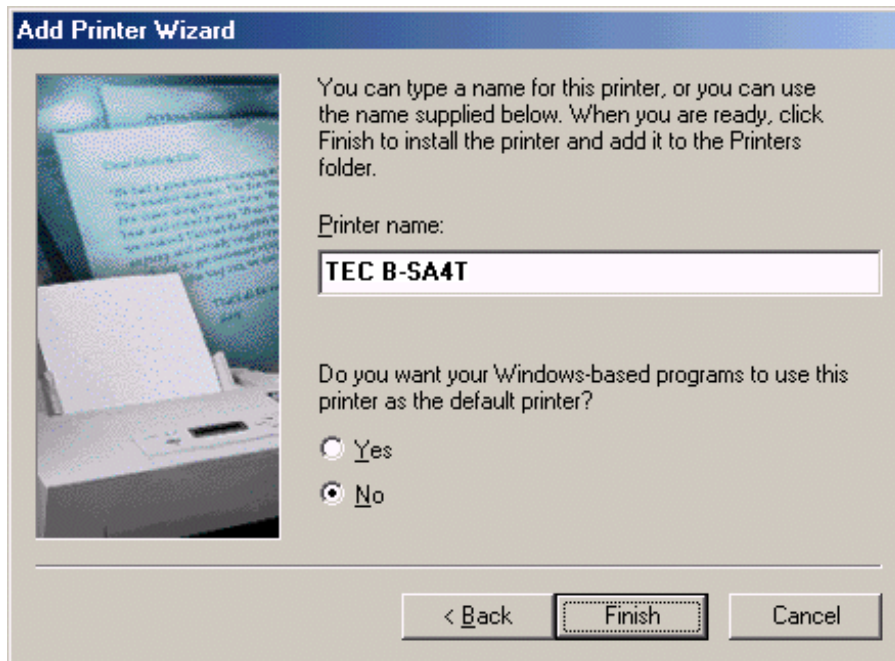 Add Printer Wizard
You can type a name for this printer, or you can use
the name supplied below. When you are ready, click
Finish to install the printer and add it to the Printers
folder.
Printer name:
TEC B-SA4T
Do you want your Windows-based programs to use this
printer as the default printer?
Yes
No
< Back
Finish
Cancel